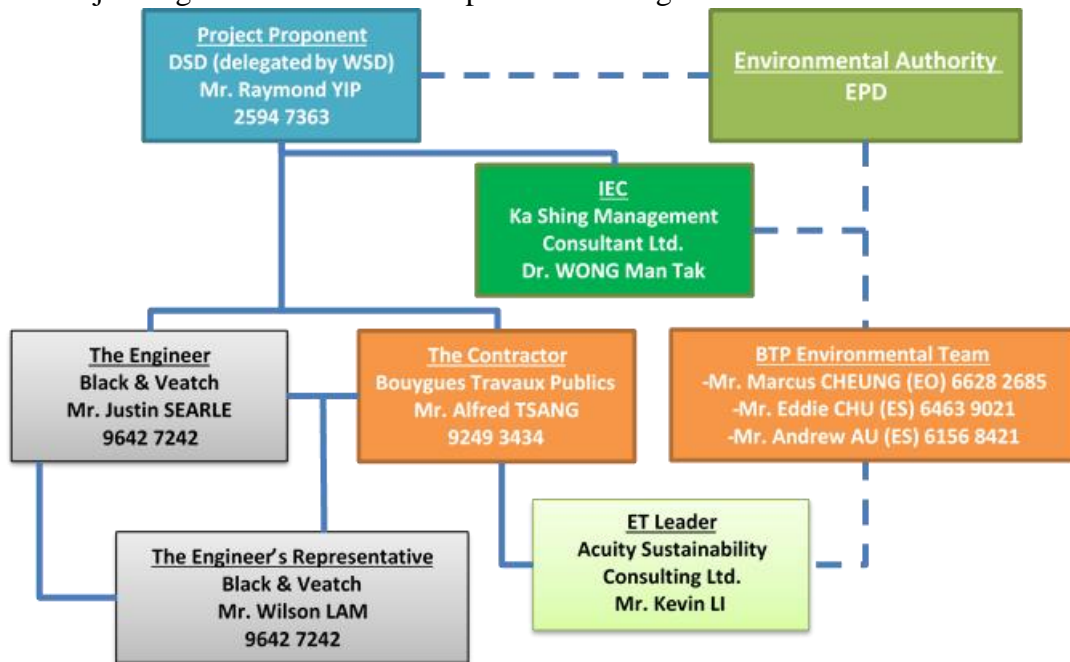 Project Proponent
DSD (delegated by WSD)
Mr. Raymond YIP
2594 7363
Environmental Authority
EPD
IEC
Ka Shing Management
Consultant Ltd.
Dr. WONG Man Tak
The Engineer
Black & Veatch
Mr. Justin SEARLE
9642 7242
The Contractor
Bouygues Travaux Publics
Mr. Alfred TSANG
9249 3434
BTP Environmental Team
-Mr. Marcus CHEUNG (EO) 6628 2685
-Mr. Eddie CHU (ES) 6463 9021
-Mr. Andrew AU (ES) 6156 8421
The Engineer's Representative
Black & Veatch
Mr. Wilson LAM
9642 7242
ET Leader
Acuity Sustainability
Consulting Ltd.
Mr. Kevin LI